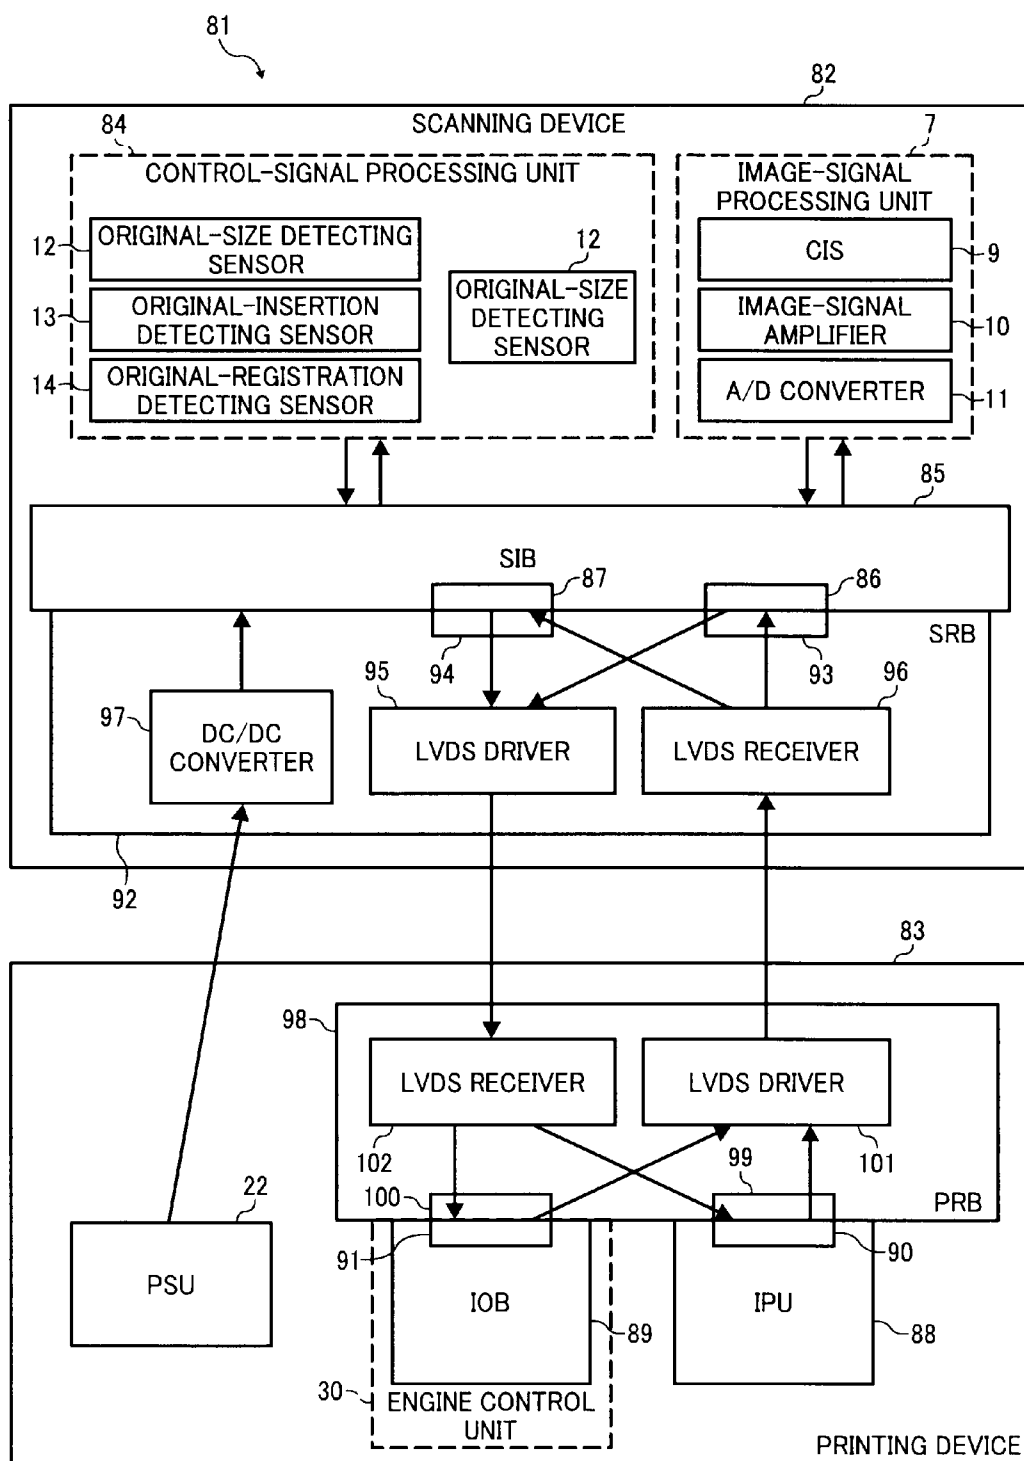 81
82
SCANNING DEVICE
84
CONTROL-SIGNAL PROCESSING UNIT
12
ORIGINAL-SIZE DETECTING
SENSOR
13
ORIGINAL-INSERTION
DETECTING SENSOR
14
ORIGINAL-REGISTRATION
DETECTING SENSOR
12
ORIGINAL-SIZE
DETECTING
SENSOR
7
IMAGE-SIGNAL
PROCESSING UNIT
CIS
9
IMAGE-SIGNAL
AMPLIFIER
10
A/D CONVERTER
11
85
SIB
87
86
94
93
SRB
95
96
97
DC/DC
CONVERTER
LVDS DRIVER
LVDS RECEIVER
92
83
98
LVDS RECEIVER
LVDS DRIVER
102
101
100
99
PRB
22
PSU
91
90
IOB
IPU
89
88
30
ENGINE CONTROL
UNIT
PRINTING DEVICE